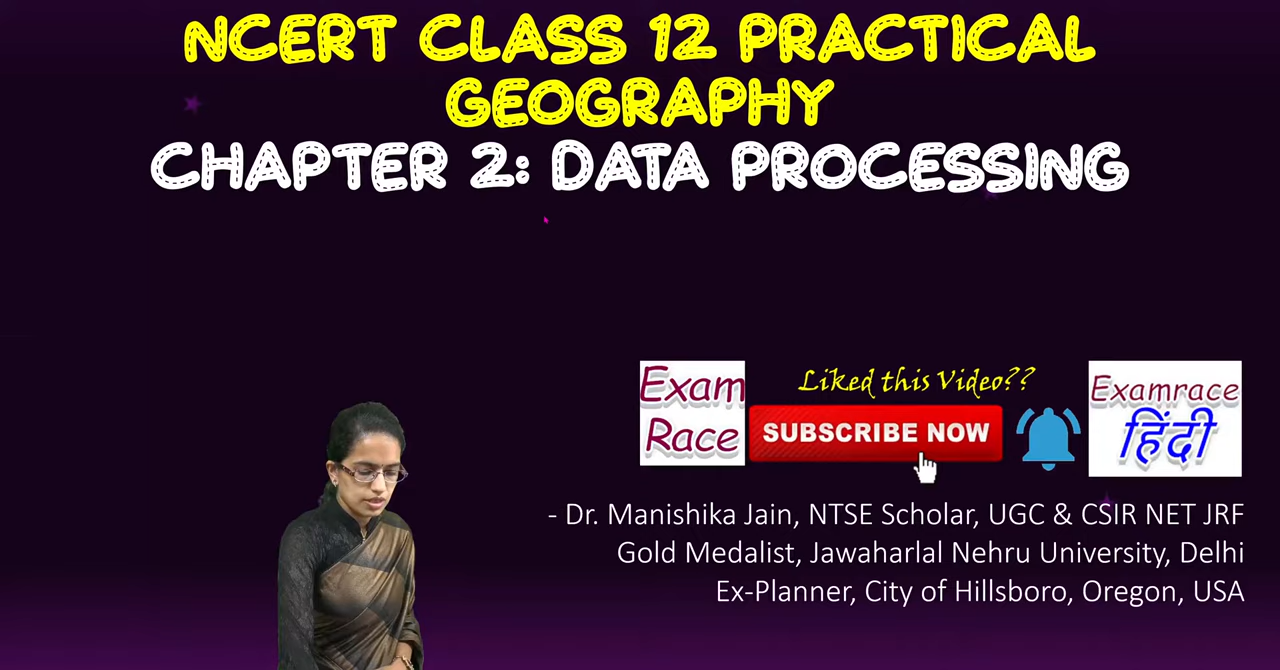 NCERT CLASS 12 PRACTICAL
GEOGRAPHY
CHAPTER 2: DATA PROCESSING
Liked this Video??
Exam
Race
SUBSCRIBE NOW
Examrace
हिंदी
- Dr. Manishika Jain, NTSE Scholar, UGC & CSIR NET JRF
Gold Medalist, Jawaharlal Nehru University, Delhi
Ex-Planner, City of Hillsboro, Oregon, USA